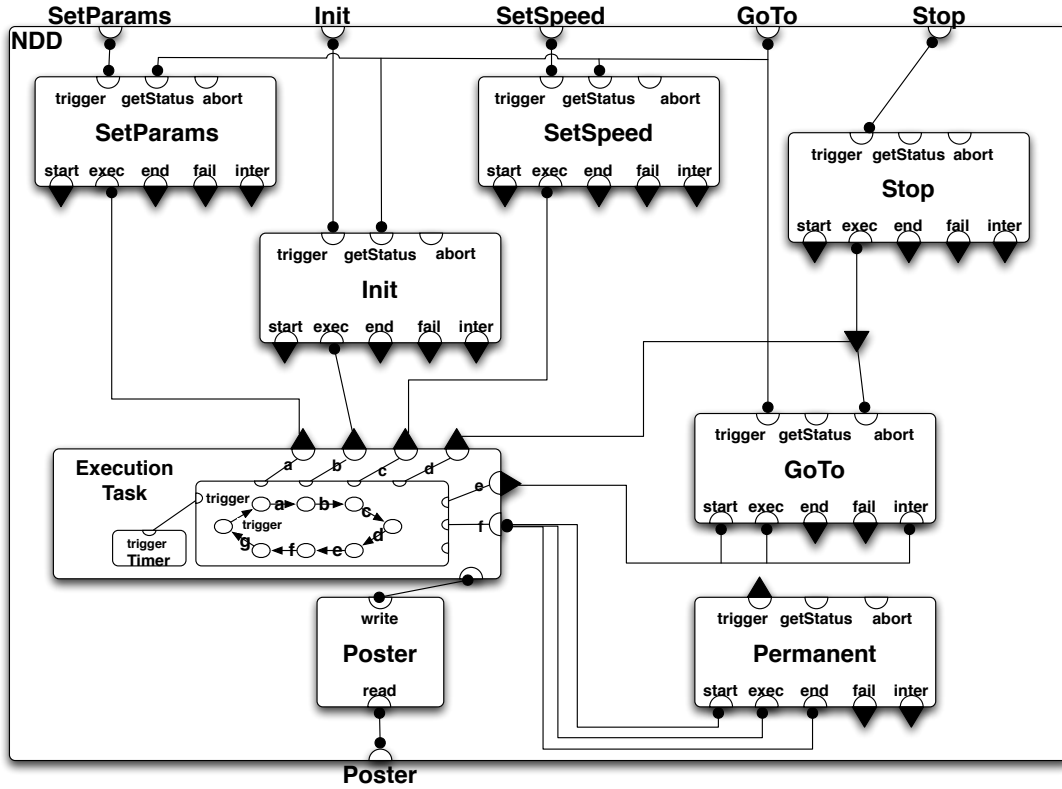 SetParams Init SetSpeed GoTo Stop
NDD
trigger getStatus abort
SetParams
start exec end fail inter
trigger getStatus abort
SetSpeed
start exec end fail inter
trigger getStatus abort
Stop
start exec end fail inter
trigger getStatus abort
Init
start exec end fail inter
trigger getStatus abort
GoTo
start exec end fail inter
Execution
Task
a b c d
e
f
trigger
a b c
trigger
d
g f e
trigger
Timer
write
Poster
read
trigger getStatus abort
Permanent
start exec end fail inter
Poster